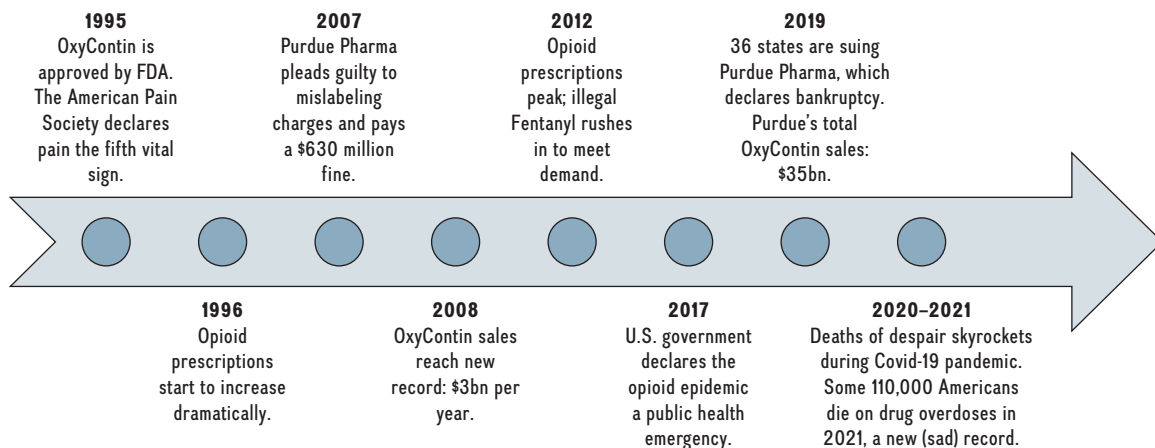 1995
OxyContin is
approved by FDA.
The American Pain
Society declares
pain the fifth vital
sign.
2007
Purdue Pharma
pleads guilty to
mislabeling
charges and pays
a $630 million
fine.
2012
Opioid
prescriptions
peak; illegal
Fentanyl rushes
in to meet
demand.
2019
36 states are suing
Purdue Pharma, which
declares bankruptcy.
Purdue's total
OxyContin sales:
$35bn.
1996
Opioid
prescriptions
start to increase
dramatically.
2008
OxyContin sales
reach new
record: $3bn per
year.
2017
U.S. government
declares the
opioid epidemic
a public health
emergency.
2020–2021
Deaths of despair skyrockets
during Covid-19 pandemic.
Some 110,000 Americans
die on drug overdoses in
2021, a new (sad) record.